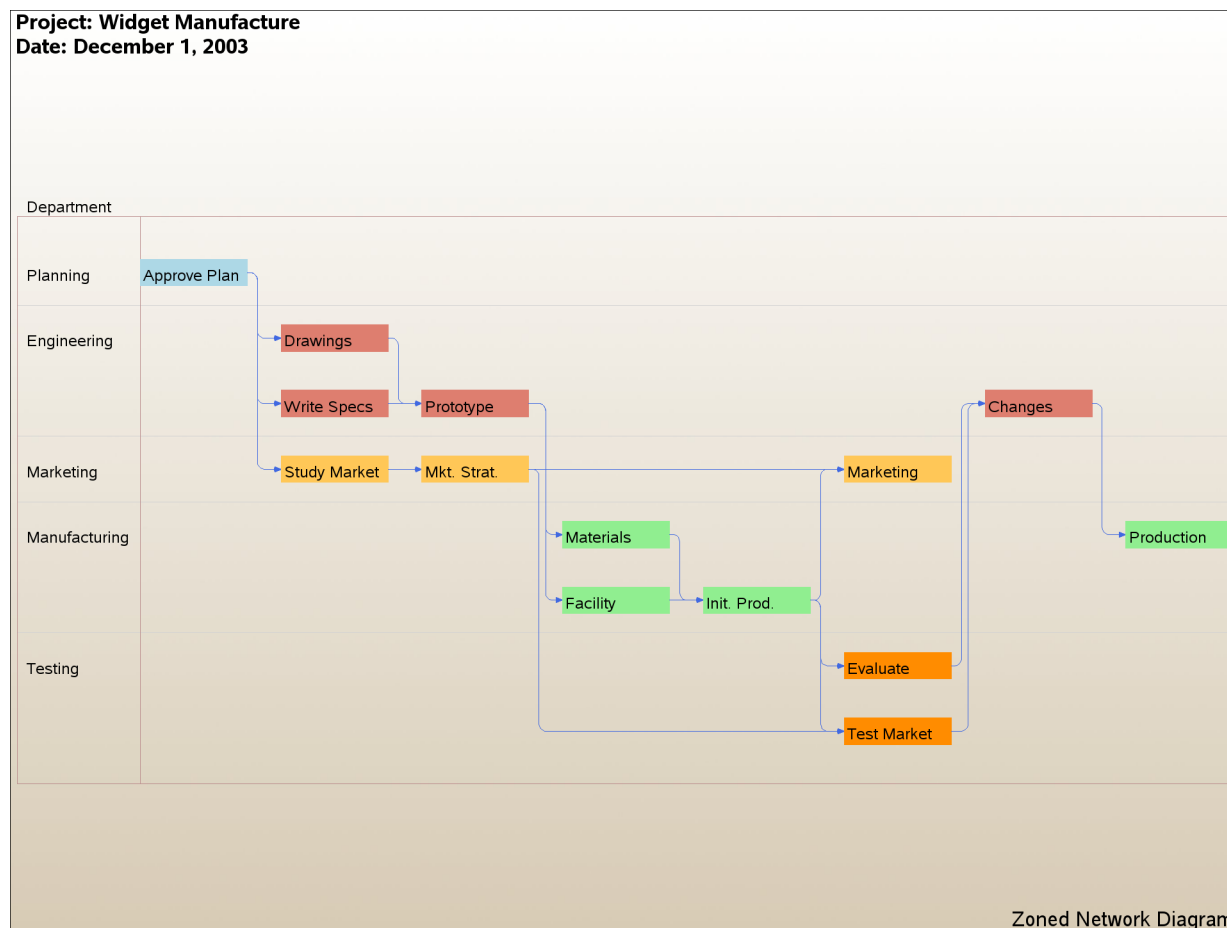 Project: Widget Manufacture
Date: December 1, 2003
Department
Planning
Approve Plan
Engineering
Drawings
Write Specs
Prototype
Changes
Marketing
Study Market
Mkt. Strat.
Marketing
Manufacturing
Materials
Production
Facility
Init. Prod.
Testing
Evaluate
Test Market
Zoned Network Diagram